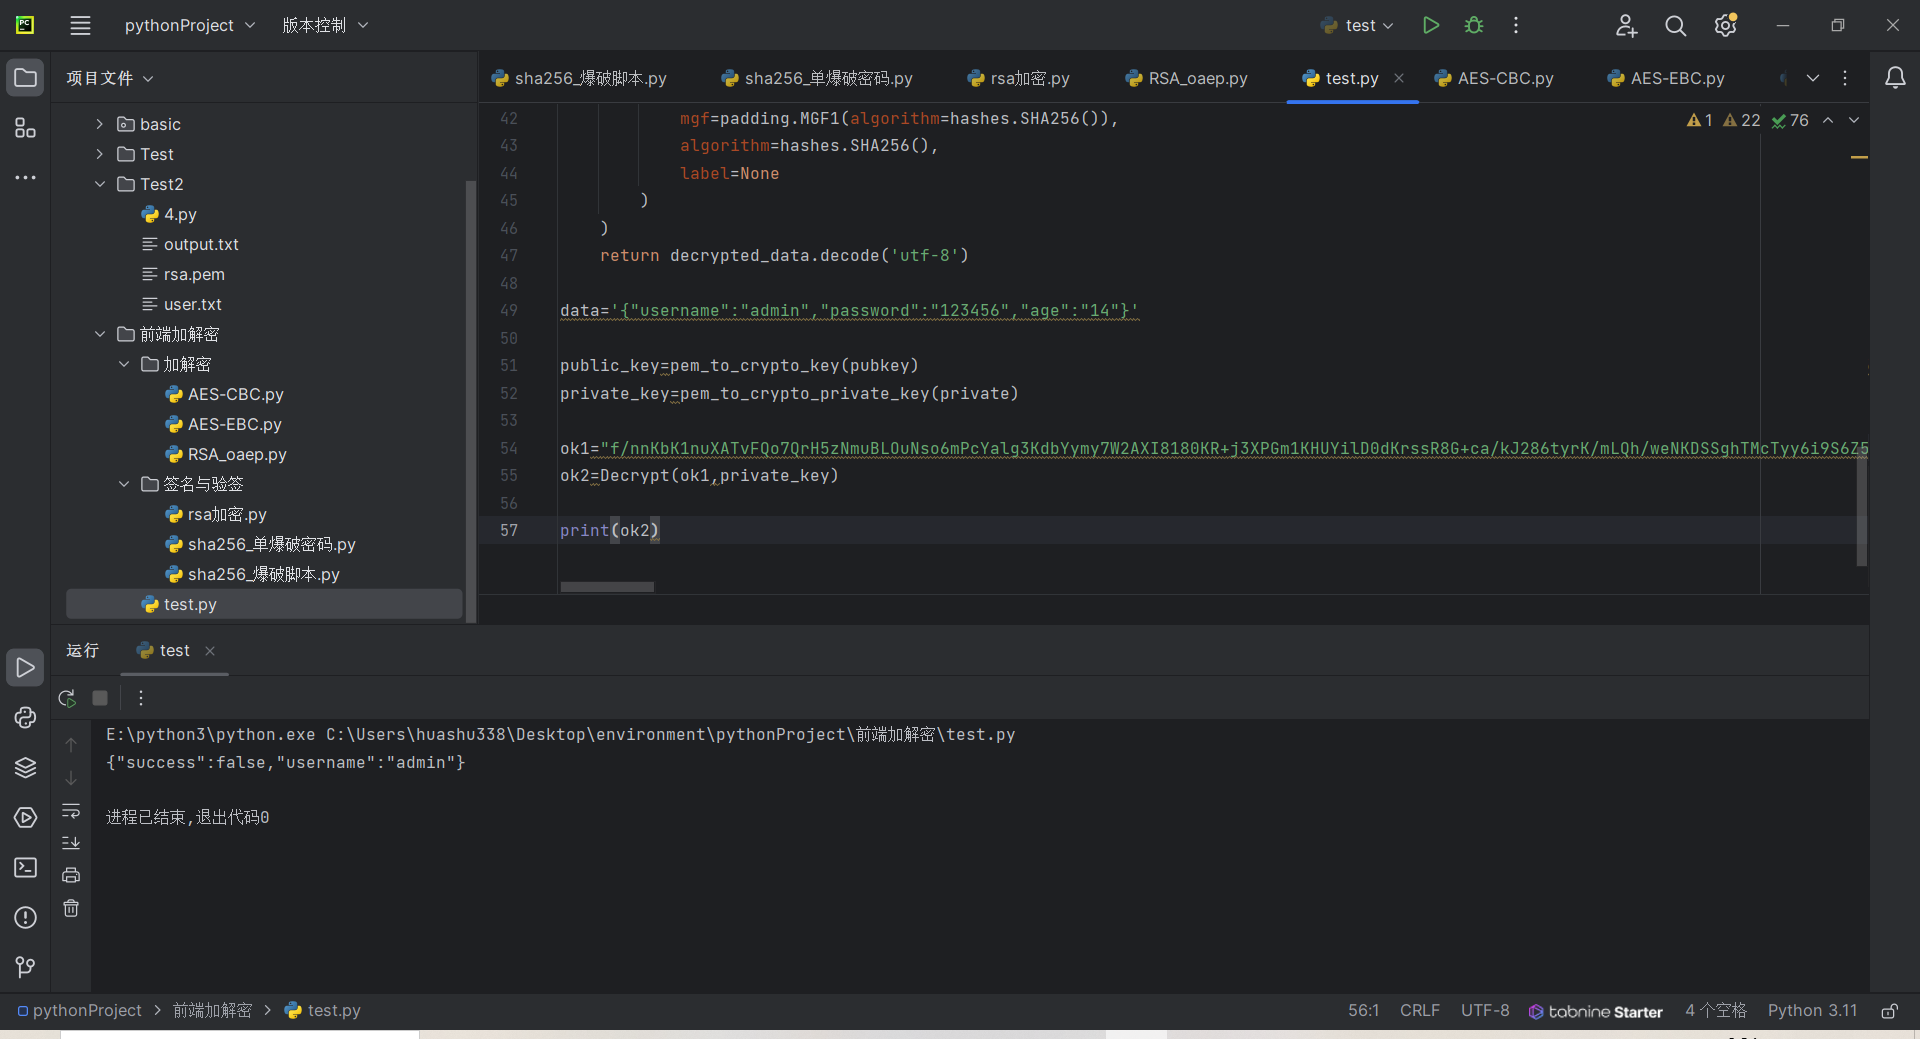 pythonProject 版本控制 test
项目文件
sha256_爆破脚本.py sha256_单爆破密码.py rsa加密.py RSA_oaep.py test.py AES-CBC.py AES-EBC.py
basic
Test
Test2
4.py
output.txt
rsa.pem
user.txt
前端加解密
加解密
AES-CBC.py
AES-EBC.py
RSA_oaep.py
签名与验签
rsa加密.py
sha256_单爆破密码.py
sha256_爆破脚本.py
test.py
1 22 76
42 mgf=padding.MGF1(algorithm=hashes.SHA256()),
43 algorithm=hashes.SHA256(),
44 label=None
45 )
46 )
47 return decrypted_data.decode('utf-8')
48
49 data='{"username":"admin","password":"123456","age":"14"}'
50
51 public_key=pem_to_crypto_key(pubkey)
52 private_key=pem_to_crypto_private_key(private)
53
54 ok1="f/nnKbK1nuXATvFQo7QrH5zNmuBLOuNso6mPcYalg3KdbYymy7W2AXI8180KR+j3XPGm1KHUYilD0dKrssR8G+ca/kJ286tyrK/mLQh/weNKDSSghTMcTyy6i9S6Z5
55 ok2=Decrypt(ok1,private_key)
56
57 print(ok2)
运行 test
E:\python3\python.exe C:\Users\huashu338\Desktop\environment\pythonProject\前端加解密\test.py
{"success":false,"username":"admin"}
进程已结束,退出代码0
pythonProject > 前端加解密 > test.py
56:1 CRLF UTF-8 tabnine Starter 4 个空格 Python 3.11